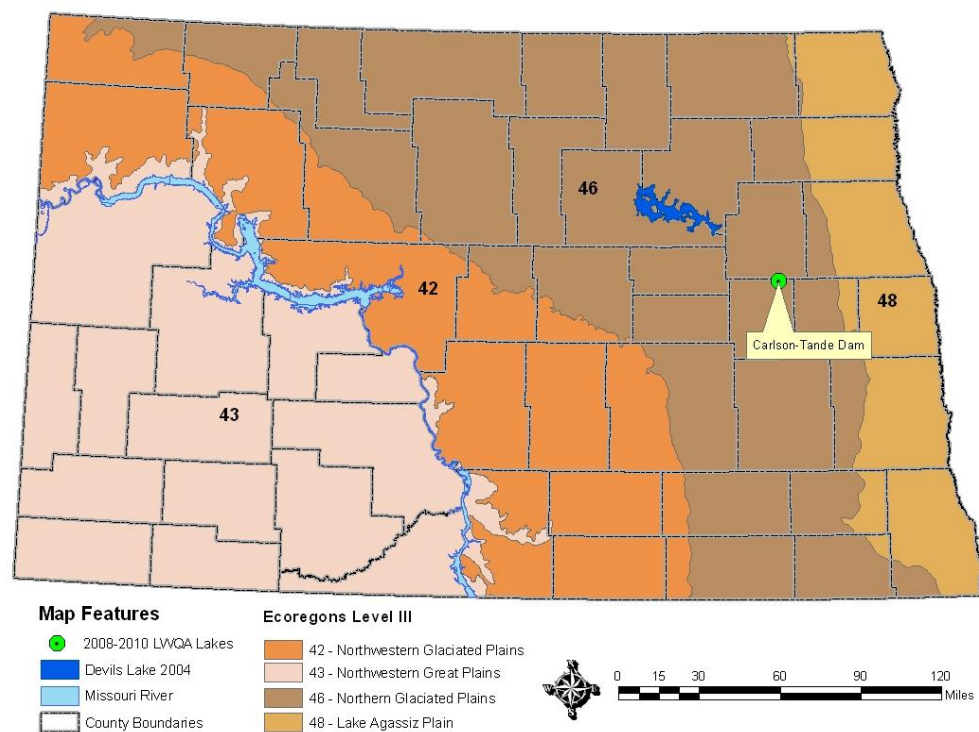 46
42
48
Carlson-Tande Dam
43
Map Features
2008-2010 LWQA Lakes
Devils Lake 2004
Missouri River
County Boundaries
Ecoregons Level III
42 - Northwestern Glaciated Plains
43 - Northwestern Great Plains
46 - Northern Glaciated Plains
48 - Lake Agassiz Plain
0 15 30 60 90 120
Miles